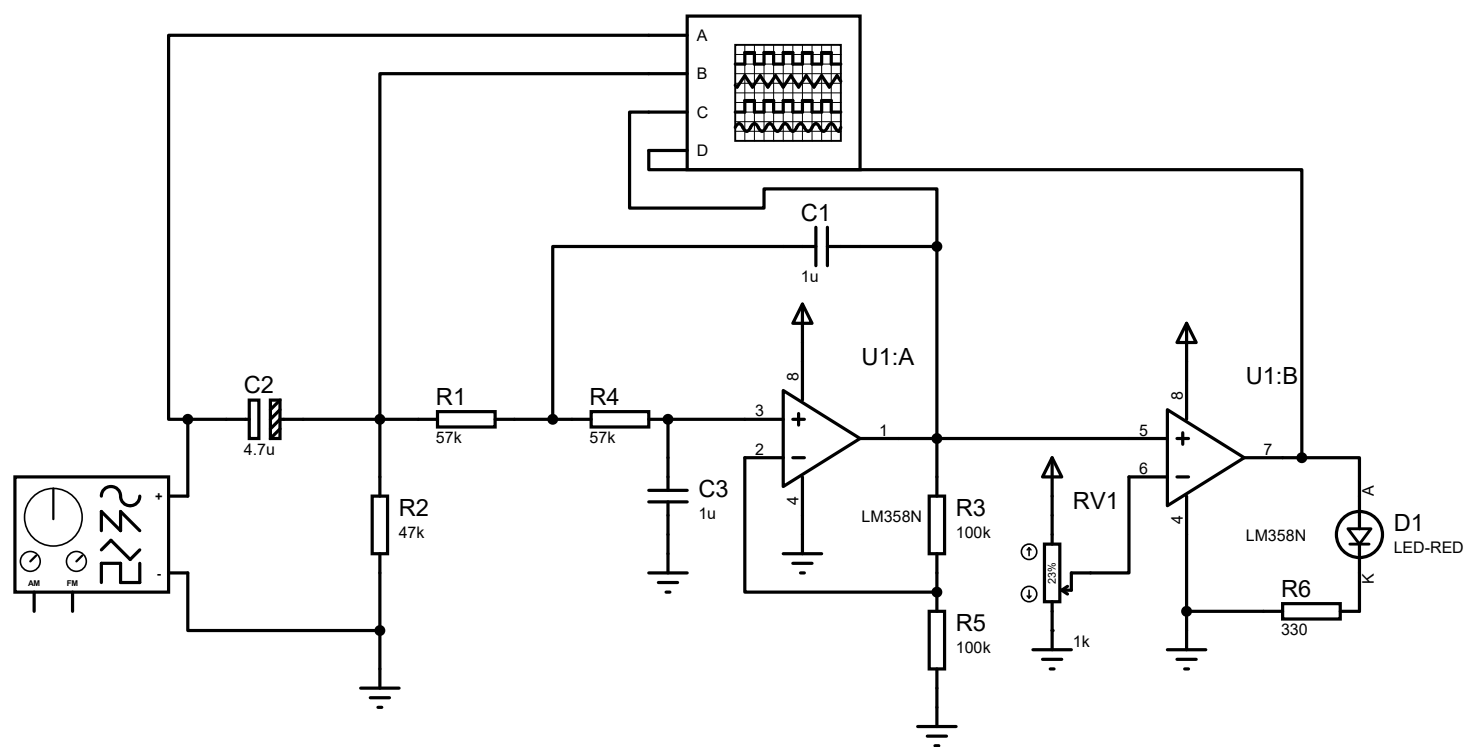 A
B
C
D
C1
1u
U1:A
8
3
2
1
4
LM358N
C2
4.7u
R1
57k
R4
57k
C3
1u
R2
47k
+
-
AM
FM
R3
100k
R5
100k
U1:B
8
5
6
7
4
LM358N
RV1
23%
1k
A
D1
LED-RED
K
R6
330